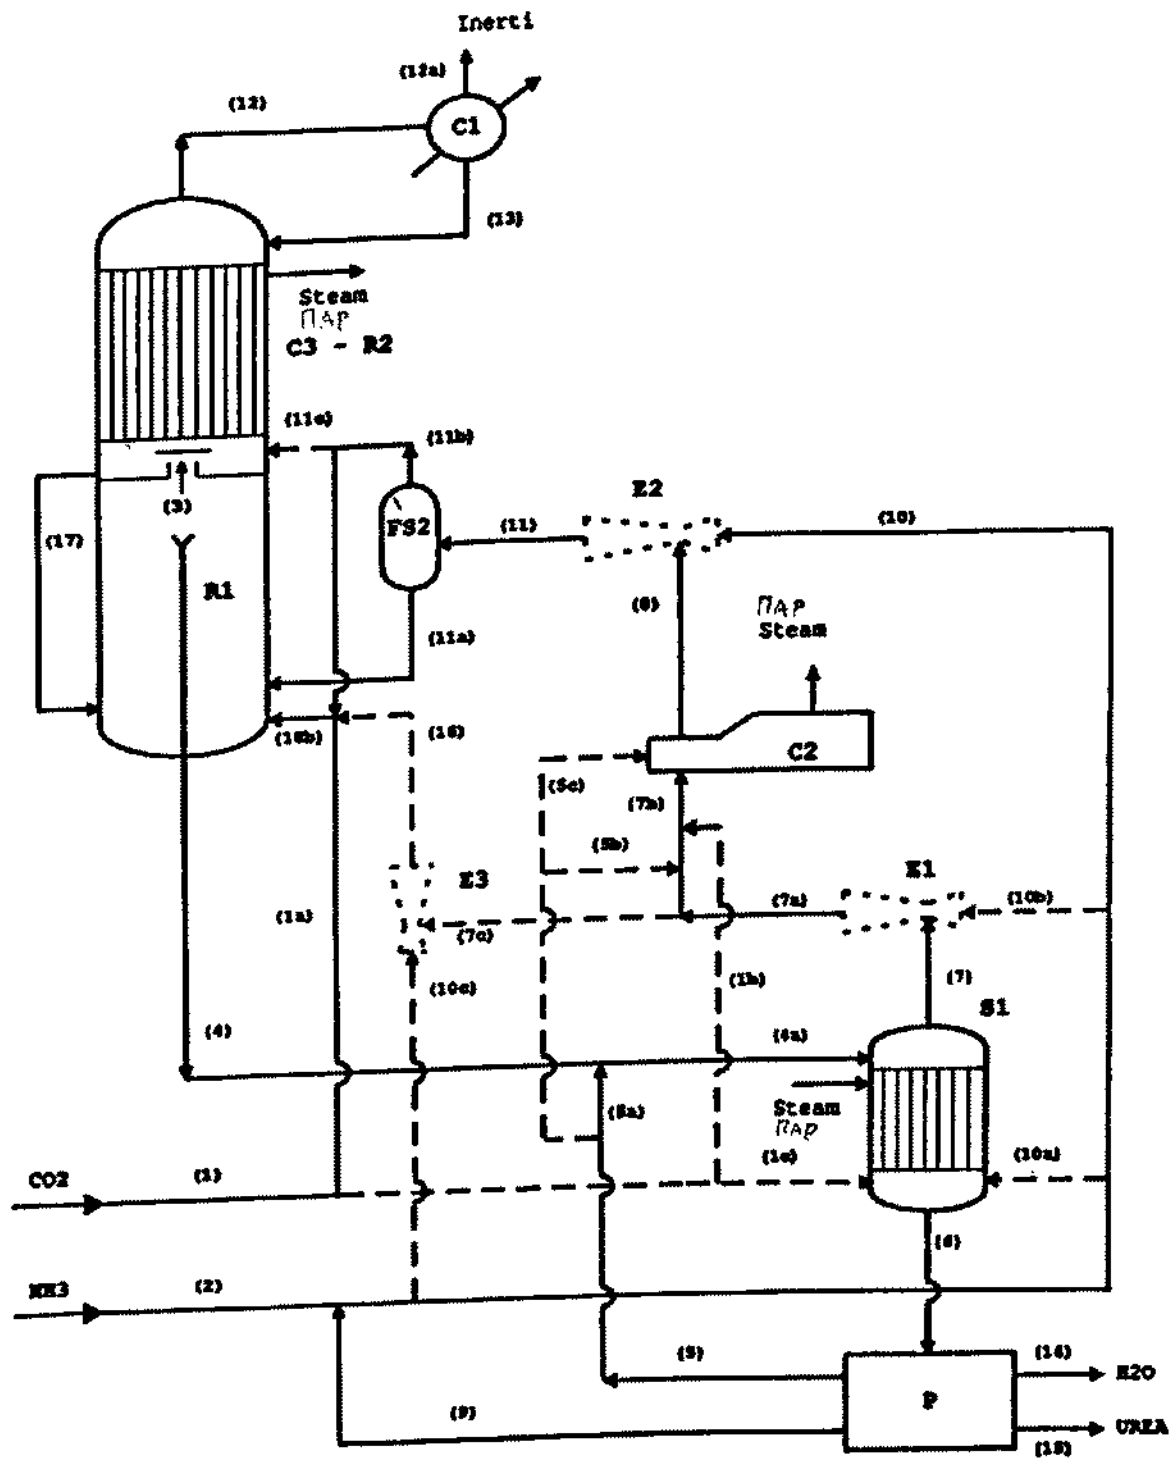 Inerti
(12a)
(12)
C1
(13)
Steam
ПАР
C3 - R2
(11c)
(11b)
E2
(3)
FS2
(11)
(10)
(17)
R1
(8)
ПАР
Steam
(11a)
(16b)
(16)
C2
(5c)
(7b)
(5b)
E3
E1
(1a)
(7a)
(10b)
(7c)
(10c)
(1b)
(7)
S1
(4)
(4a)
(5a)
Steam
ПАР
CO2
(1)
(1c)
(10a)
(6)
NH3
(2)
(5)
(14)
H2O
P
(9)
UREA
(15)